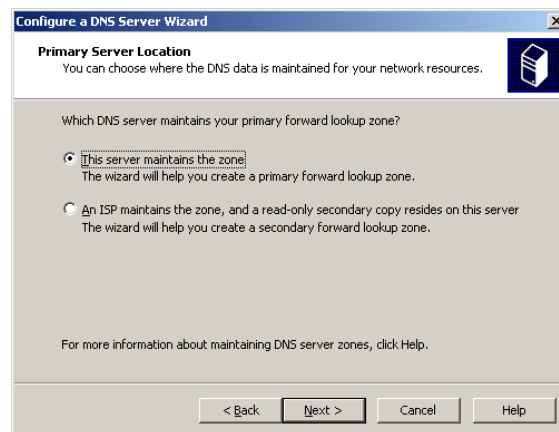 Configure a DNS Server Wizard
Primary Server Location
You can choose where the DNS data is maintained for your network resources.
Which DNS server maintains your primary forward lookup zone?
This server maintains the zone
The wizard will help you create a primary forward lookup zone.
An ISP maintains the zone, and a read-only secondary copy resides on this server
The wizard will help you create a secondary forward lookup zone.
For more information about maintaining DNS server zones, click Help.
< Back Next > Cancel Help